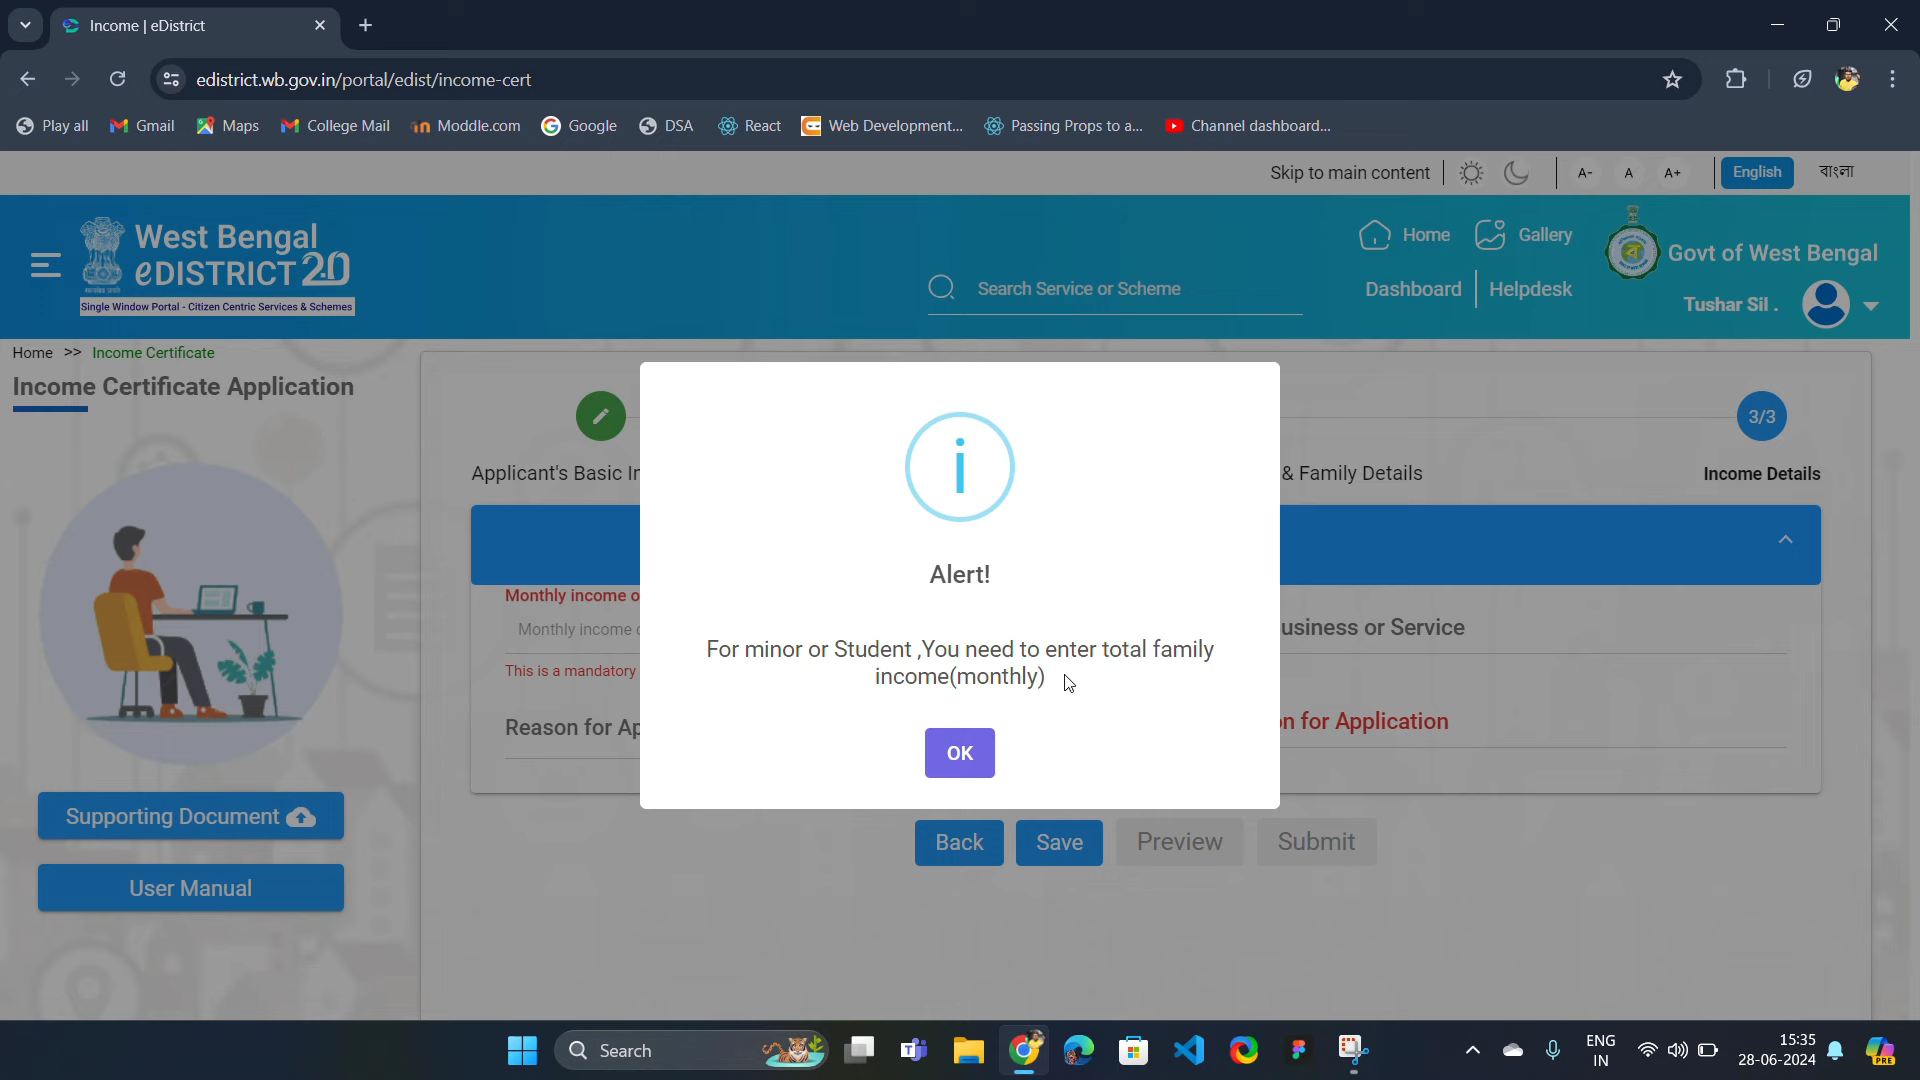 Income | eDistrict
edistrict.wb.gov.in/portal/edist/income-cert
Play all Gmail Maps College Mail Moddle.com Google DSA React Web Development... Passing Props to a... Channel dashboard...
Skip to main content A- A A+ English বাংলা
West Bengal
eDISTRICT 2.0
Single Window Portal - Citizen Centric Services & Schemes
Search Service or Scheme
Home Gallery
Dashboard Helpdesk
Govt of West Bengal
Tushar Sil .
Home >> Income Certificate
Income Certificate Application
3/3
Applicant's Basic
& Family Details
Income Details
Monthly income
Monthly income
This is a mandatory
Reason for
or Service
for Application
Alert!
For minor or Student ,You need to enter total family
income(monthly)
OK
Supporting Document
User Manual
Back Save Preview Submit
Search
ENG
IN
15:35
28-06-2024
PRE